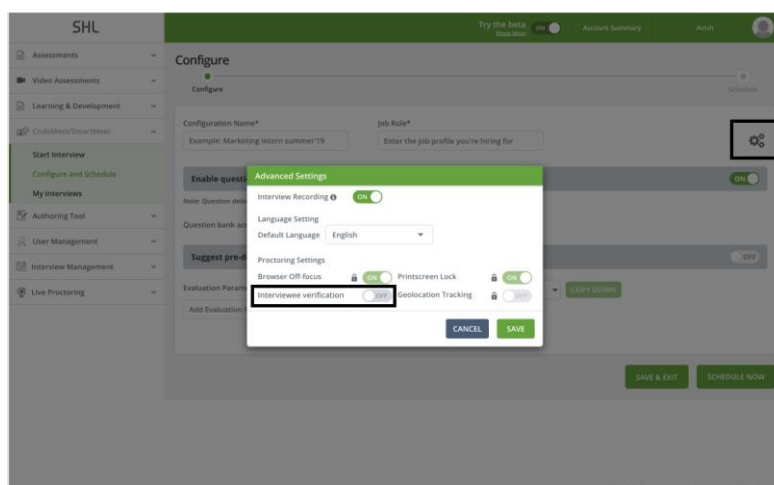 SHL
Try the beta ON
Know More
Account Summary
Avish
Assessments
Video Assessments
Learning & Development
CodeMeet/SmartMeet
Start Interview
Configure and Schedule
My Interviews
Authoring Tool
User Management
Interview Management
Live Proctoring
Configure
Configure
Schedule
Configuration Name*
Job Role*
Example: Marketing intern summer'19
Enter the job profile you're hiring for
Enable questi
ON
Note: Question
Question bank
Suggest pre-d
OFF
Evaluation Param
COPY DOWN
Add Evaluation
Advanced Settings
Interview Recording ON
Language Setting
Default Language English
Proctoring Settings
Browser Off-focus ON Printscreen Lock ON
Interviewee verification OFF Geolocation Tracking OFF
CANCEL SAVE
SAVE & EXIT
SCHEDULE NOW